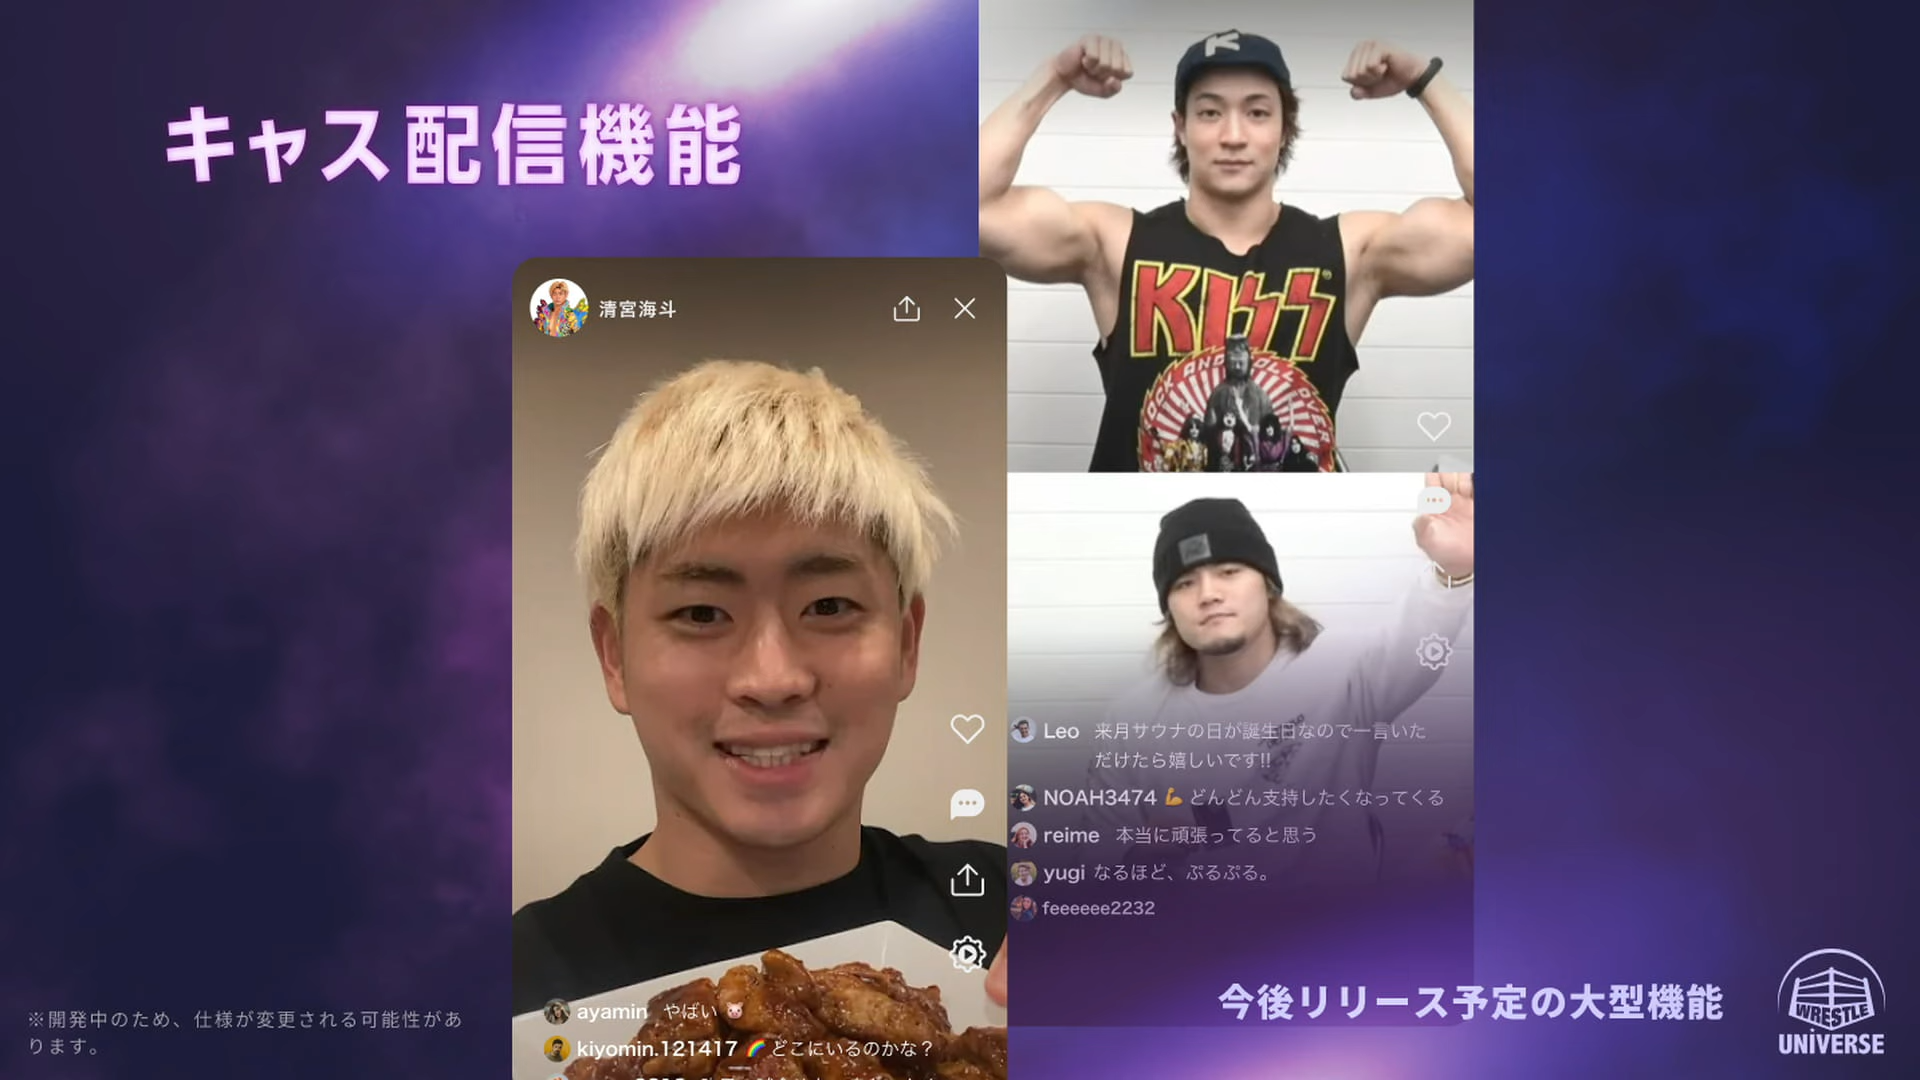 キャス配信機能
清宮海斗
K
KISS
ROCK AND ROLL OVER
Leo 来月サウナの日が誕生日なので一言いた
だけたら嬉しいです!!
NOAH3474 💪 どんどん支持したくなってくる
reime 本当に頑張ってると思う
yugi なるほど、ぷるぷる。
feeeeee2232
ayamin やばい 🐷
kiyomin.121417 🌈 どこにいるのかな？
今後リリース予定の大型機能
※開発中のため、仕様が変更される可能性があ
ります。
WRESTLE
UNIVERSE